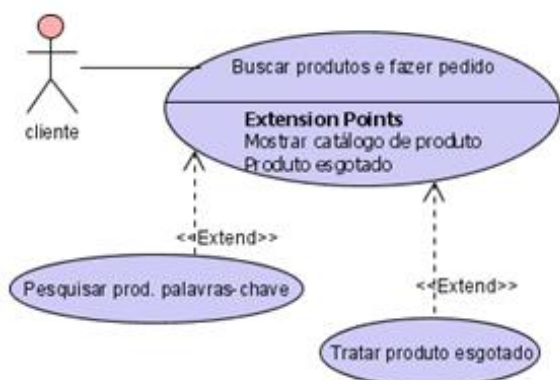 Buscar produtos e fazer pedido
cliente
Extension Points
Mostrar catálogo de produto
Produto esgotado
<<Extend>>
Pesquisar prod. palavras-chave
<<Extend>>
Tratar produto esgotado